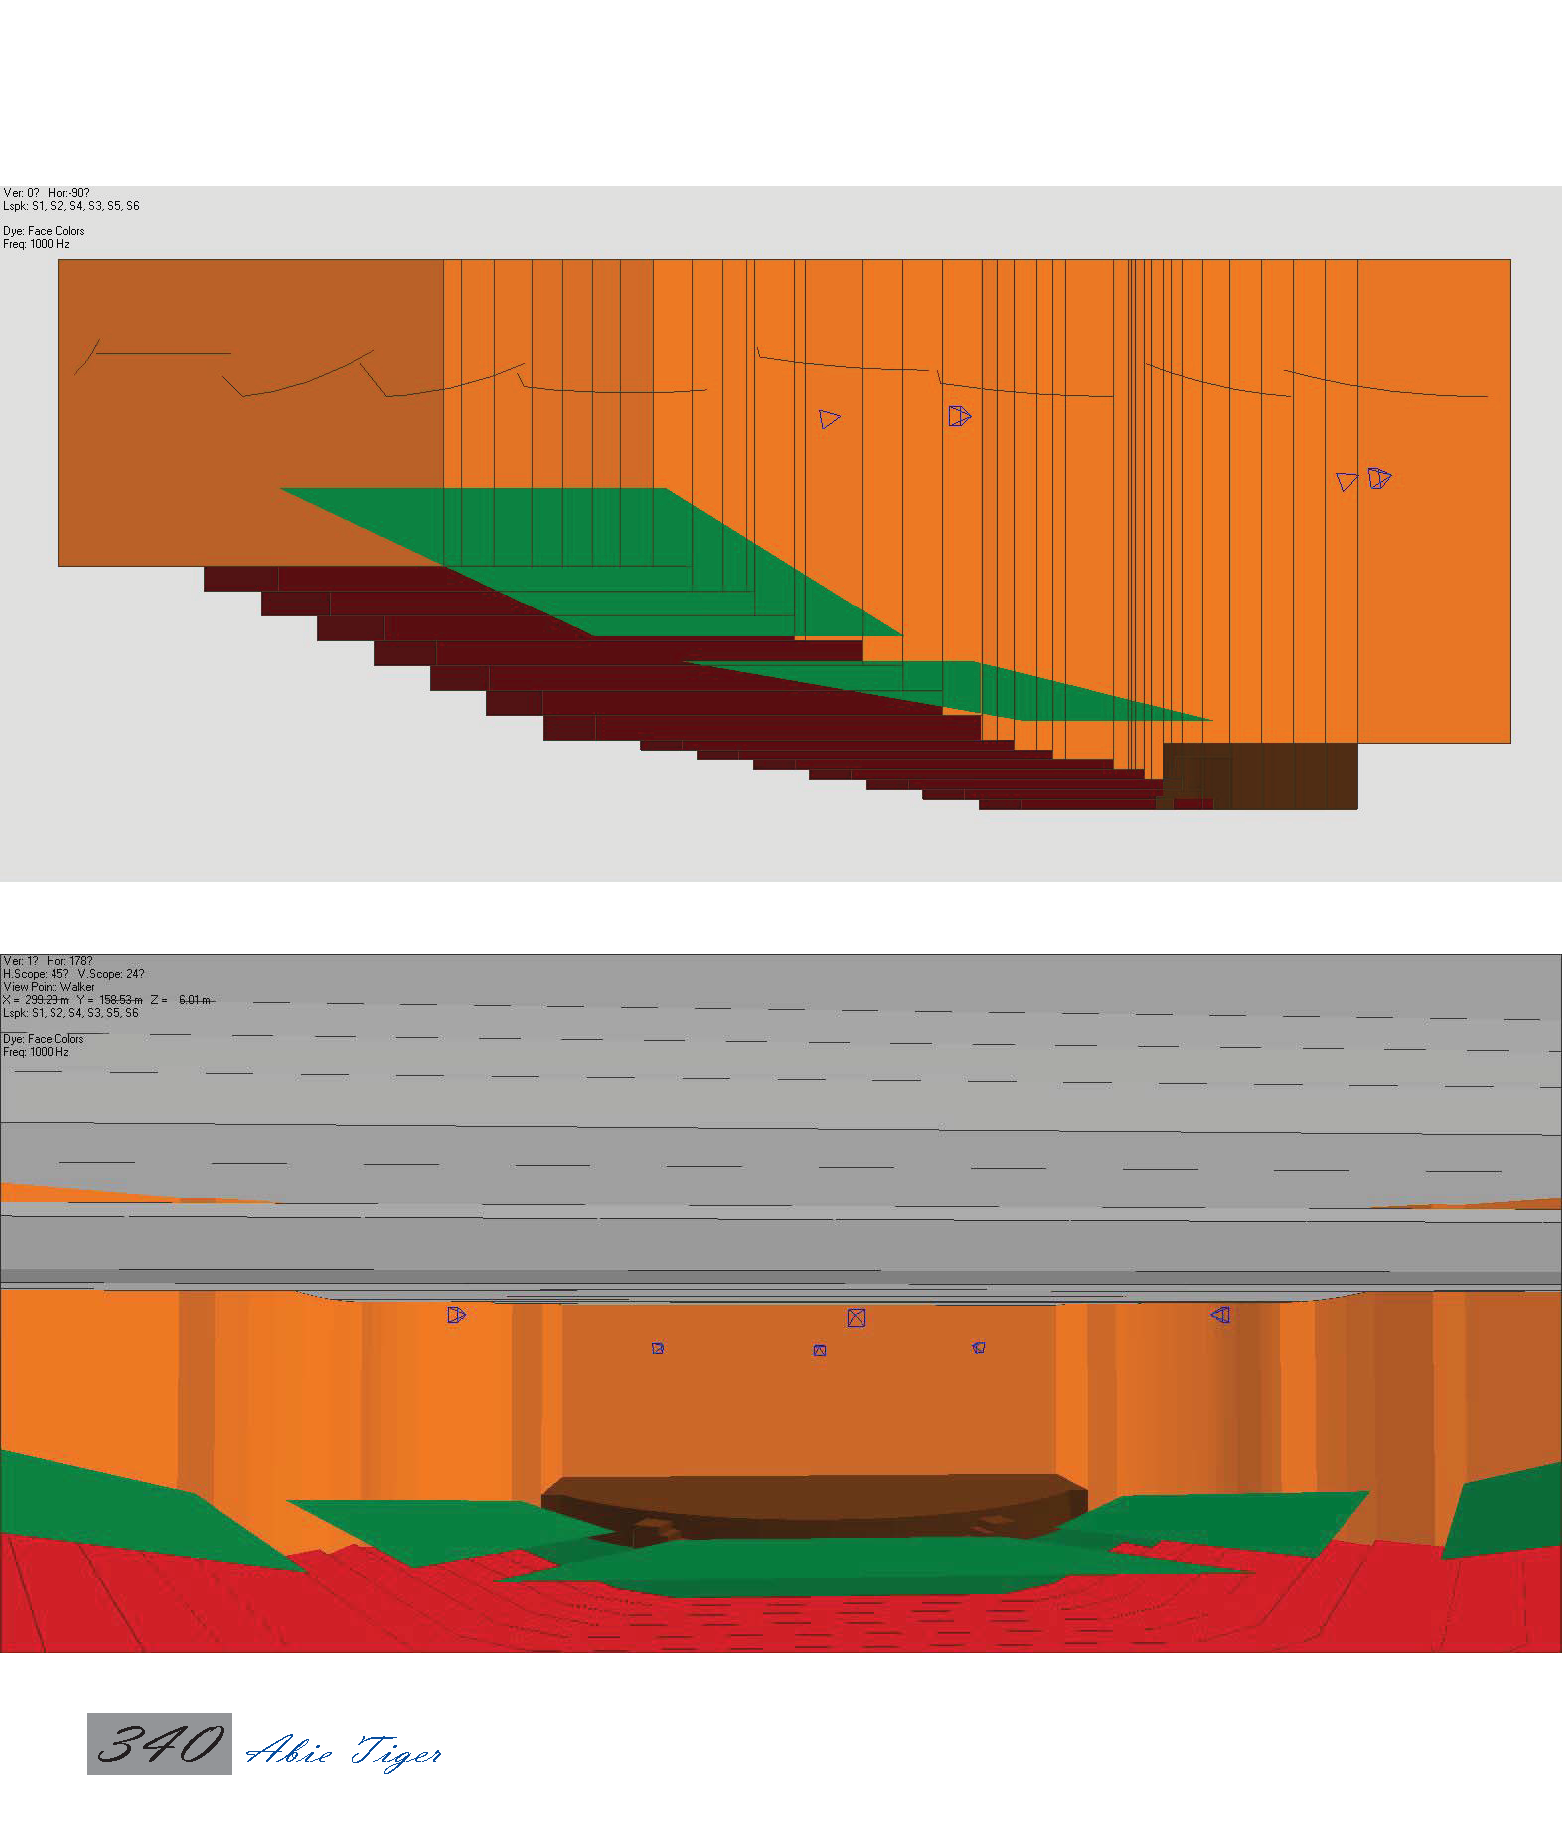 Ver: 0? Hor:-90?
Lspk: S1, S2, S4, S3, S5, S6
Dye: Face Colors
Freq: 1000 Hz
Ver: 1? Hor: 178?
H.Scope: 45? V.Scope: 24?
View Point: Walker
X = 299.23 m Y = 158.53 m Z = 6.01 m
Lspk: S1, S2, S4, S3, S5, S6
Dye: Face Colors
Freq: 1000 Hz
340 Abie Tiger